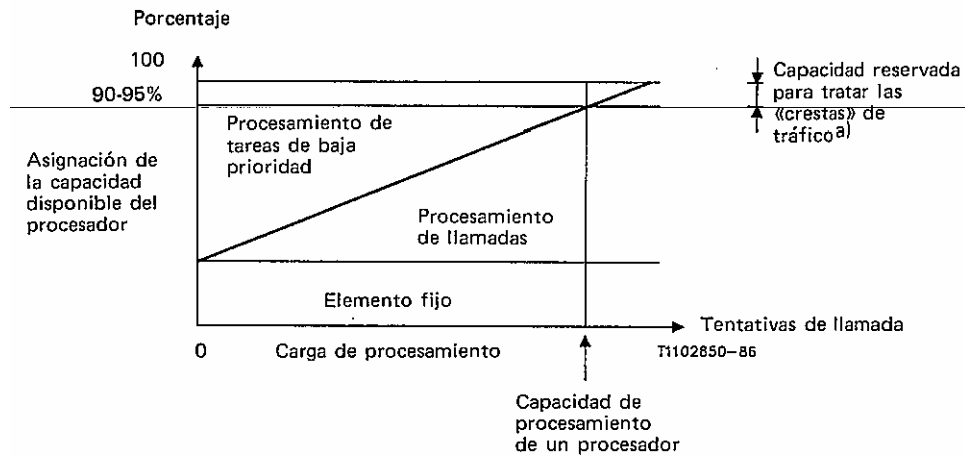 Porcentaje
100
90-95%
Asignación de
la capacidad
disponible del
procesador
Procesamiento de
tareas de baja
prioridad
Procesamiento
de llamadas
Elemento fijo
Capacidad reservada
para tratar las
«crestas» de
tráficoa)
Tentativas de llamada
0
Carga de procesamiento
T1102850-86
Capacidad de
procesamiento
de un procesador